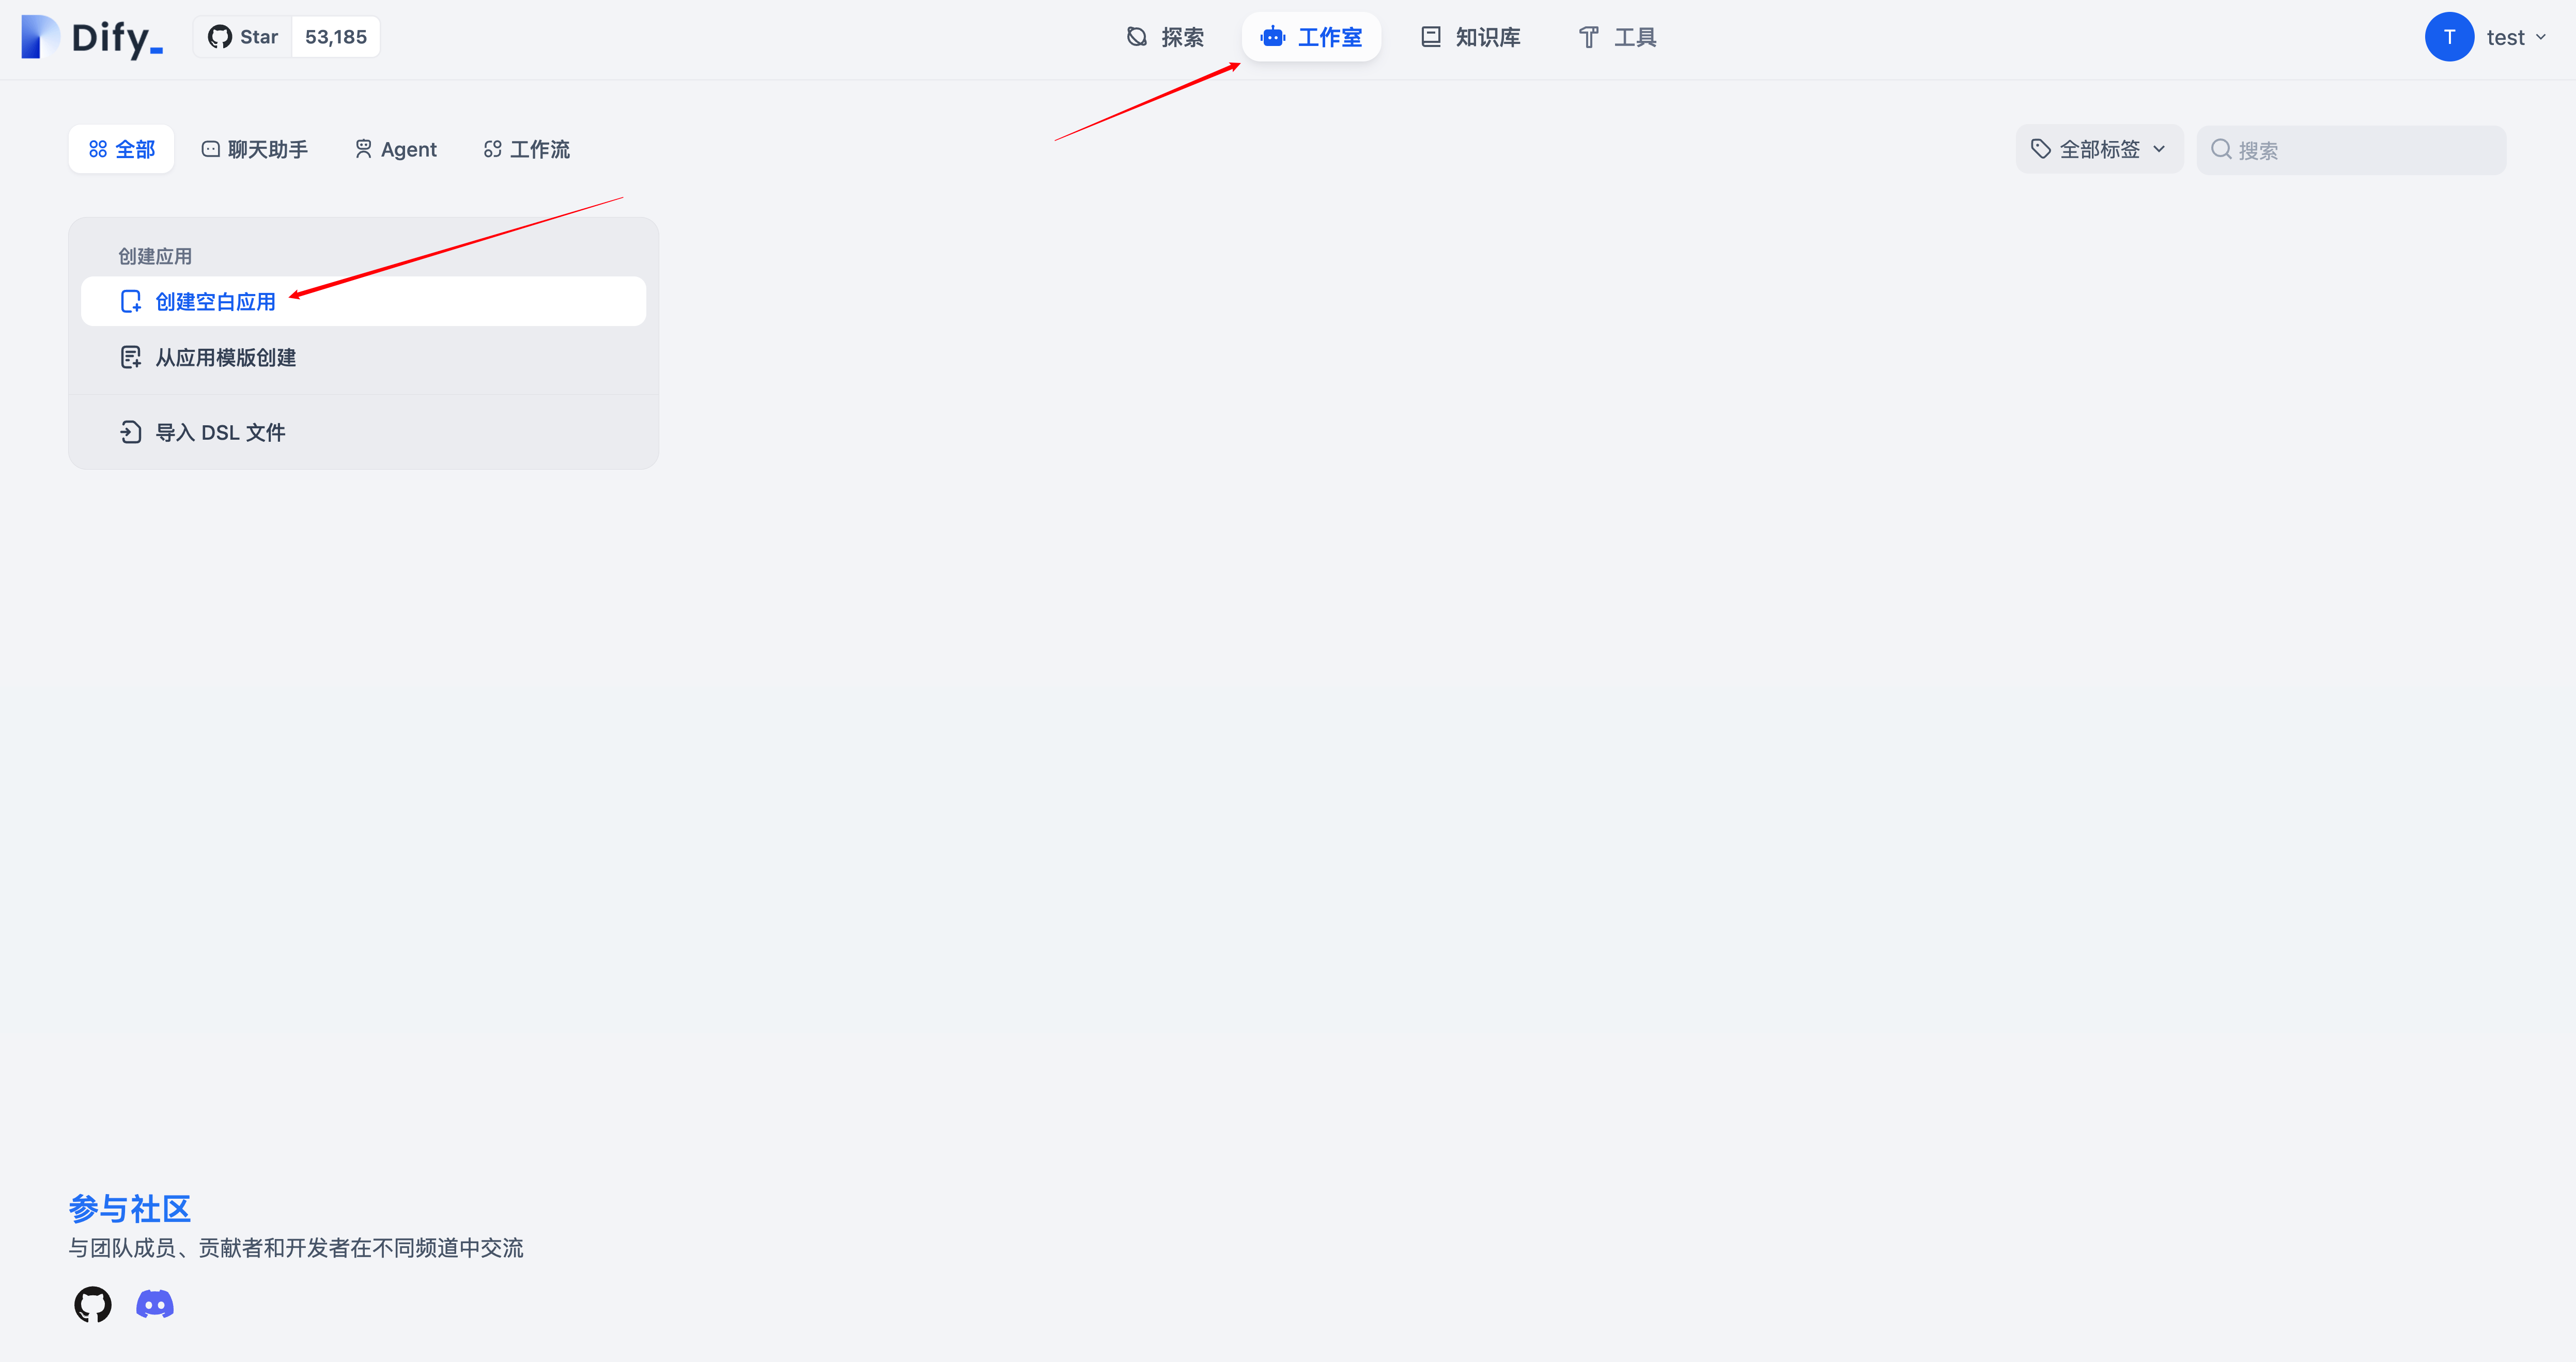 Dify_
Star 53,185
探索 工作室 知识库 工具
T test
全部 聊天助手 Agent 工作流
全部标签 搜索
创建应用
创建空白应用
从应用模版创建
导入 DSL 文件
参与社区
与团队成员、贡献者和开发者在不同频道中交流